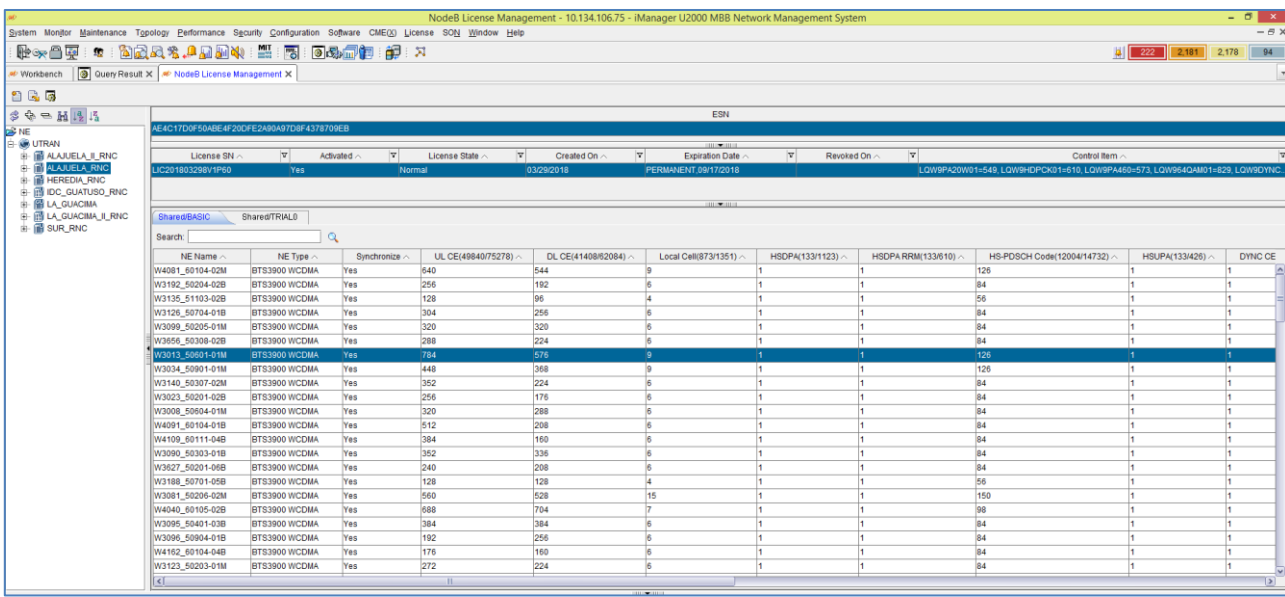 NodeB License Management - 10.134.106.75 - iManager U2000 MBB Network Management System
System Monitor Maintenance Topology Performance Security Configuration Software CME(X) License SON Window Help
MIT 222 2,181 2,178 94
Workbench Query Result X NodeB License Management X
NE
UTRAN
ALAJUELA_II_RNC
ALAJUELA_RNC
HEREDIA_RNC
IDC_GUATUSO_RNC
LA_GUACIMA
LA_GUACIMA_II_RNC
SUR_RNC
ESN
AE4C17D0F50ABE4F20DFE2A90A97D8F4378709EB
License SN Activated License State Created On Expiration Date Revoked On Control Item
LIC201803298V1P60 Yes Normal 03/29/2018 PERMANENT,09/17/2018 LQW9PA20W01=549, LQW9HDPCK01=610, LQW9PA460=573, LQW964QAM01=829, LQW9DYNC...
Shared/BASIC Shared/TRIAL0
Search:
NE Name NE Type Synchronize UL CE(49840/75278) DL CE(41408/62084) Local Cell(873/1351) HSDPA(133/1123) HSDPA RRM(133/610) HS-PDSCH Code(12004/14732) HSUPA(133/426) DYNC CE
W4081_60104-02M BTS3900 WCDMA Yes 640 544 9 1 1 126 1 1
W3192_50204-02B BTS3900 WCDMA Yes 256 192 6 1 1 84 1 1
W3135_51103-02B BTS3900 WCDMA Yes 128 96 4 1 1 56 1 1
W3126_50704-01B BTS3900 WCDMA Yes 304 256 6 1 1 84 1 1
W3099_50205-01M BTS3900 WCDMA Yes 320 320 6 1 1 84 1 1
W3656_50308-02B BTS3900 WCDMA Yes 288 224 6 1 1 84 1 1
W3013_50601-01M BTS3900 WCDMA Yes 784 576 9 1 1 126 1 1
W3034_50901-01M BTS3900 WCDMA Yes 448 368 9 1 1 126 1 1
W3140_50307-02M BTS3900 WCDMA Yes 352 224 6 1 1 84 1 1
W3023_50201-02B BTS3900 WCDMA Yes 256 176 6 1 1 84 1 1
W3008_50604-01M BTS3900 WCDMA Yes 320 288 6 1 1 84 1 1
W4091_60104-01B BTS3900 WCDMA Yes 512 208 6 1 1 84 1 1
W4109_60111-04B BTS3900 WCDMA Yes 384 160 6 1 1 84 1 1
W3090_50303-01B BTS3900 WCDMA Yes 352 336 6 1 1 84 1 1
W3627_50201-06B BTS3900 WCDMA Yes 240 208 6 1 1 84 1 1
W3188_50701-05B BTS3900 WCDMA Yes 128 128 4 1 1 56 1 1
W3081_50206-02M BTS3900 WCDMA Yes 560 528 15 1 1 150 1 1
W4040_60105-02B BTS3900 WCDMA Yes 688 704 7 1 1 98 1 1
W3095_50401-03B BTS3900 WCDMA Yes 384 384 6 1 1 84 1 1
W3096_50904-01B BTS3900 WCDMA Yes 192 256 6 1 1 84 1 1
W4162_60104-04B BTS3900 WCDMA Yes 176 160 6 1 1 84 1 1
W3123_50203-01M BTS3900 WCDMA Yes 272 224 6 1 1 84 1 1